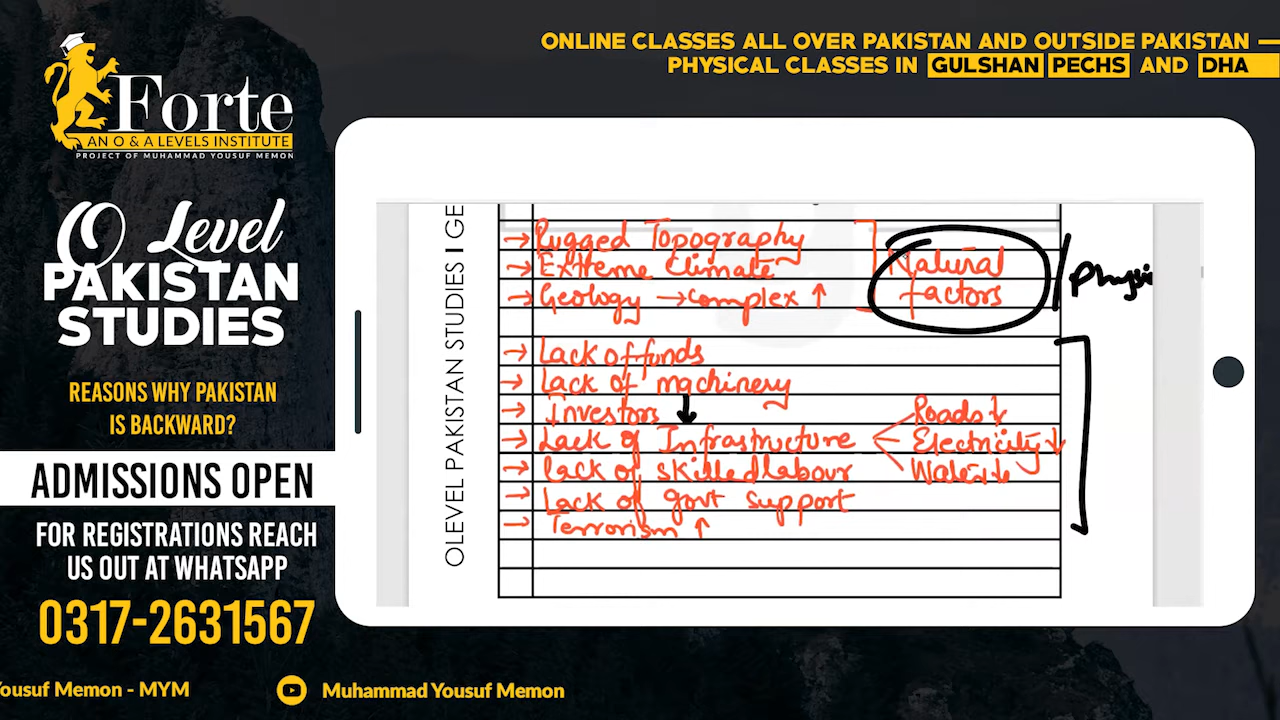 Forte
AN O & A LEVELS INSTITUTE
PROJECT OF MUHAMMAD YOUSUF MEMON
ONLINE CLASSES ALL OVER PAKISTAN AND OUTSIDE PAKISTAN
PHYSICAL CLASSES IN GULSHAN PECHS AND DHA
O Level
PAKISTAN
STUDIES
REASONS WHY PAKISTAN
IS BACKWARD?
ADMISSIONS OPEN
FOR REGISTRATIONS REACH
US OUT AT WHATSAPP
0317-2631567
OLEVEL PAKISTAN STUDIES I GE
→ Rugged Topography
→ Extreme Climate
→ Geology → complex ↑
Natural
factors
/ Physi
→ Lack of funds
→ Lack of machinery
→ Investors ↓
→ Lack of Infrastructure
Roads ↓
Electricity ↓
Water ↓
→ Lack of skilled labour
→ Lack of govt support
→ Terrorism ↑
ousuf Memon - MYM
Muhammad Yousuf Memon